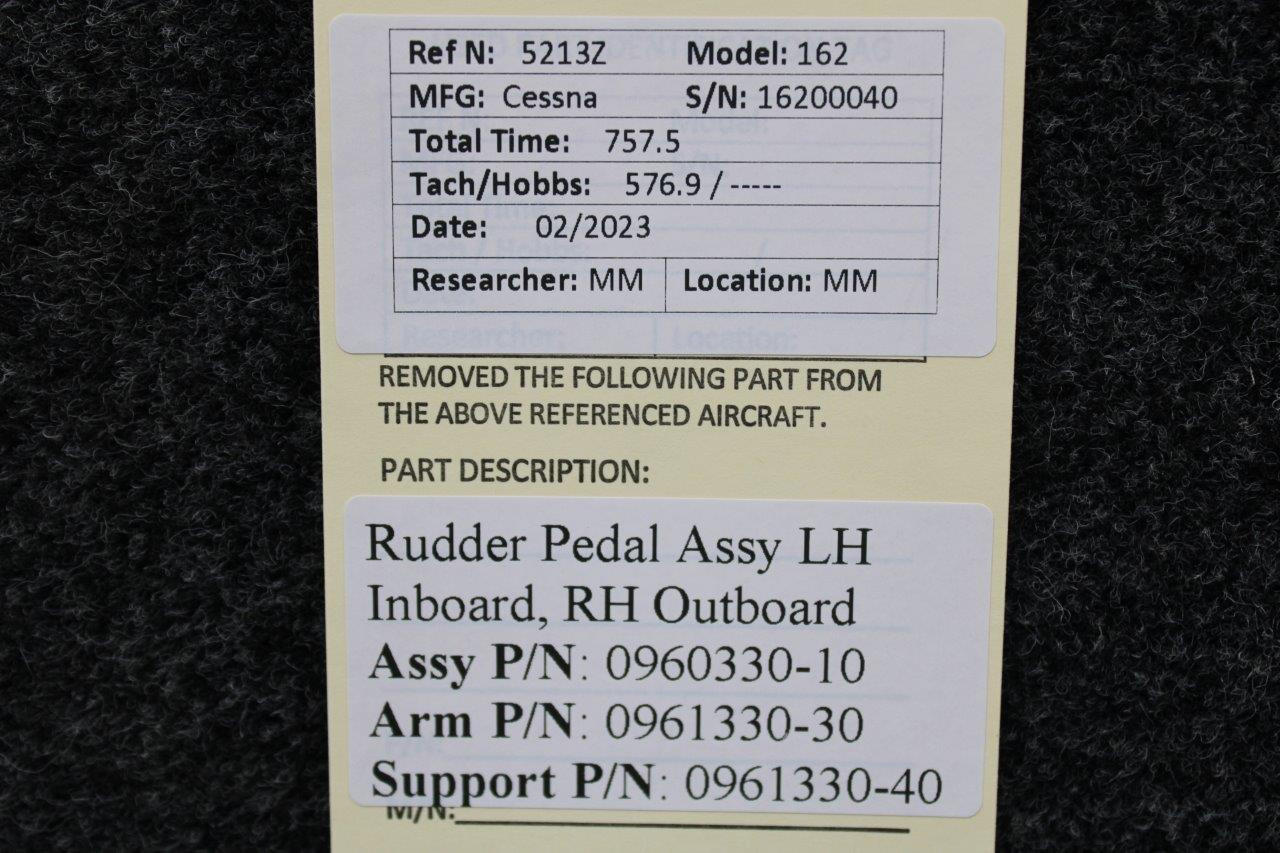 Ref N: 5213Z Model: 162
MFG: Cessna S/N: 16200040
Total Time: 757.5
Tach/Hobbs: 576.9 / -----
Date: 02/2023
Researcher: MM Location: MM
Researcher: Location:
REMOVED THE FOLLOWING PART FROM
THE ABOVE REFERENCED AIRCRAFT.
PART DESCRIPTION:
Rudder Pedal Assy LH
Inboard, RH Outboard
Assy P/N: 0960330-10
Arm P/N: 0961330-30
Support P/N: 0961330-40
M/N: